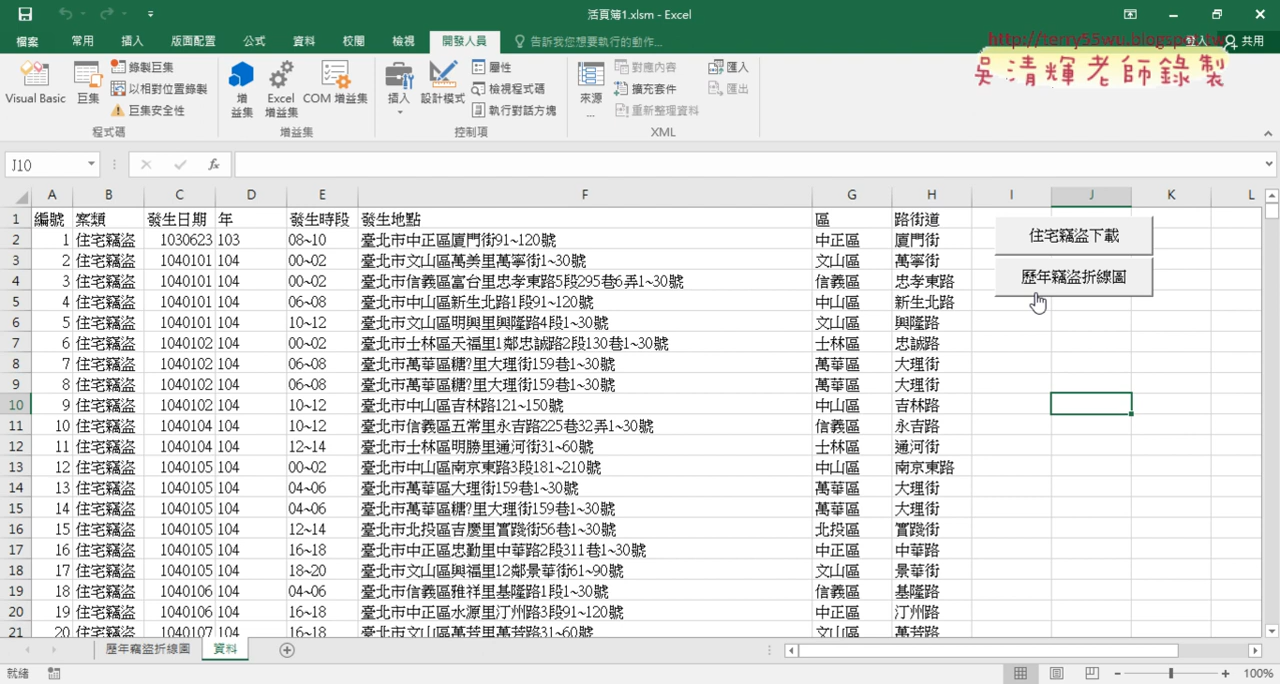 活頁簿1.xlsm - Excel
檔案 常用 插入 版面配置 公式 資料 校閱 檢視 開發人員 告訴我您想要執行的動作... 登入 共用
http://terry55wu.blogspot.tw
吳清輝老師錄製
Visual Basic 巨集 錄製巨集 以相對位置錄製 巨集安全性 程式碼
增益集 Excel 增益集 COM 增益集 增益集
插入 設計模式 屬性 檢視程式碼 執行對話方塊 控制項
來源... 對應內容 擴充套件 重新整理資料 匯入 匯出 XML
J10 fx
A B C D E F G H I J K L
1 編號 案類 發生日期 年 發生時段 發生地點 區 路街道
2 1 住宅竊盜 1030623 103 08~10 臺北市中正區廈門街91~120號 中正區 廈門街 住宅竊盜下載
3 2 住宅竊盜 1040101 104 00~02 臺北市文山區萬美里萬寧街1~30號 文山區 萬寧街
4 3 住宅竊盜 1040101 104 00~02 臺北市信義區富台里忠孝東路5段295巷6弄1~30號 信義區 忠孝東路 歷年竊盜折線圖
5 4 住宅竊盜 1040101 104 06~08 臺北市中山區新生北路1段91~120號 中山區 新生北路
6 5 住宅竊盜 1040101 104 10~12 臺北市文山區明興里興隆路4段1~30號 文山區 興隆路
7 6 住宅竊盜 1040102 104 00~02 臺北市士林區天福里1鄰忠誠路2段130巷1~30號 士林區 忠誠路
8 7 住宅竊盜 1040102 104 06~08 臺北市萬華區糖?里大理街159巷1~30號 萬華區 大理街
9 8 住宅竊盜 1040102 104 06~08 臺北市萬華區糖?里大理街159巷1~30號 萬華區 大理街
10 9 住宅竊盜 1040102 104 10~12 臺北市中山區吉林路121~150號 中山區 吉林路
11 10 住宅竊盜 1040104 104 10~12 臺北市信義區五常里永吉路225巷32弄1~30號 信義區 永吉路
12 11 住宅竊盜 1040104 104 12~14 臺北市士林區明勝里通河街31~60號 士林區 通河街
13 12 住宅竊盜 1040105 104 00~02 臺北市中山區南京東路3段181~210號 中山區 南京東路
14 13 住宅竊盜 1040105 104 04~06 臺北市萬華區大理街159巷1~30號 萬華區 大理街
15 14 住宅竊盜 1040105 104 04~06 臺北市萬華區糖?里大理街159巷1~30號 萬華區 大理街
16 15 住宅竊盜 1040105 104 12~14 臺北市北投區吉慶里實踐街56巷1~30號 北投區 實踐街
17 16 住宅竊盜 1040105 104 16~18 臺北市中正區忠勤里中華路2段311巷1~30號 中正區 中華路
18 17 住宅竊盜 1040105 104 18~20 臺北市文山區興福里12鄰景華街61~90號 文山區 景華街
19 18 住宅竊盜 1040106 104 04~06 臺北市信義區雅祥里基隆路1段1~30號 信義區 基隆路
20 19 住宅竊盜 1040106 104 16~18 臺北市中正區水源里汀州路3段91~120號 中正區 汀州路
21 20 住宅竊盜 1040107 104 16~18 臺北市文山區萬芳里萬芳路31~60號 文山區 萬芳路
歷年竊盜折線圖 資料
就緒 100%